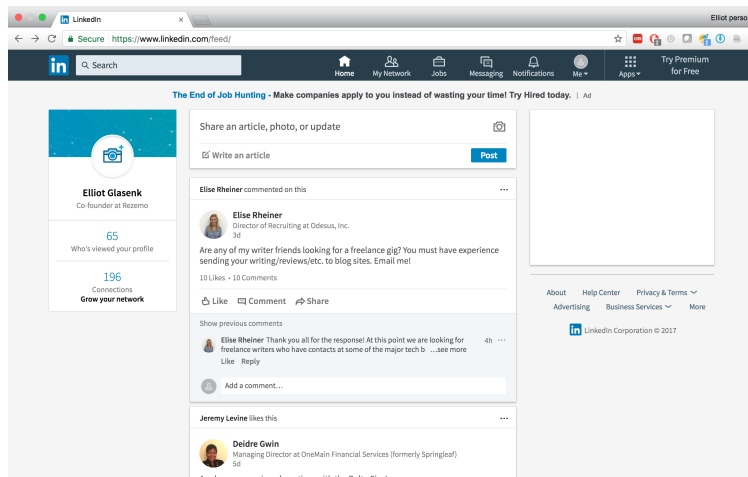 LinkedIn
Elliot perso
Secure https://www.linkedin.com/feed/
in
Search
Home
My Network
Jobs
Messaging
Notifications
Me
Apps
Try Premium
for Free
The End of Job Hunting - Make companies apply to you instead of wasting your time! Try Hired today. | Ad
Elliot Glasenk
Co-founder at Rezemo
65
Who's viewed your profile
196
Connections
Grow your network
Share an article, photo, or update
Write an article
Post
Elise Rheiner commented on this
Elise Rheiner
Director of Recruiting at Odesus, Inc.
3d
Are any of my writer friends looking for a freelance gig? You must have experience
sending your writing/reviews/etc. to blog sites. Email me!
10 Likes • 10 Comments
Like Comment Share
Show previous comments
Elise Rheiner Thank you all for the response! At this point we are looking for 4h
freelance writers who have contacts at some of the major tech b ...see more
Like Reply
Add a comment...
Jeremy Levine likes this
Deidre Gwin
Managing Director at OneMain Financial Services (formerly Springleaf)
5d
About Help Center Privacy & Terms
Advertising Business Services More
in LinkedIn Corporation © 2017